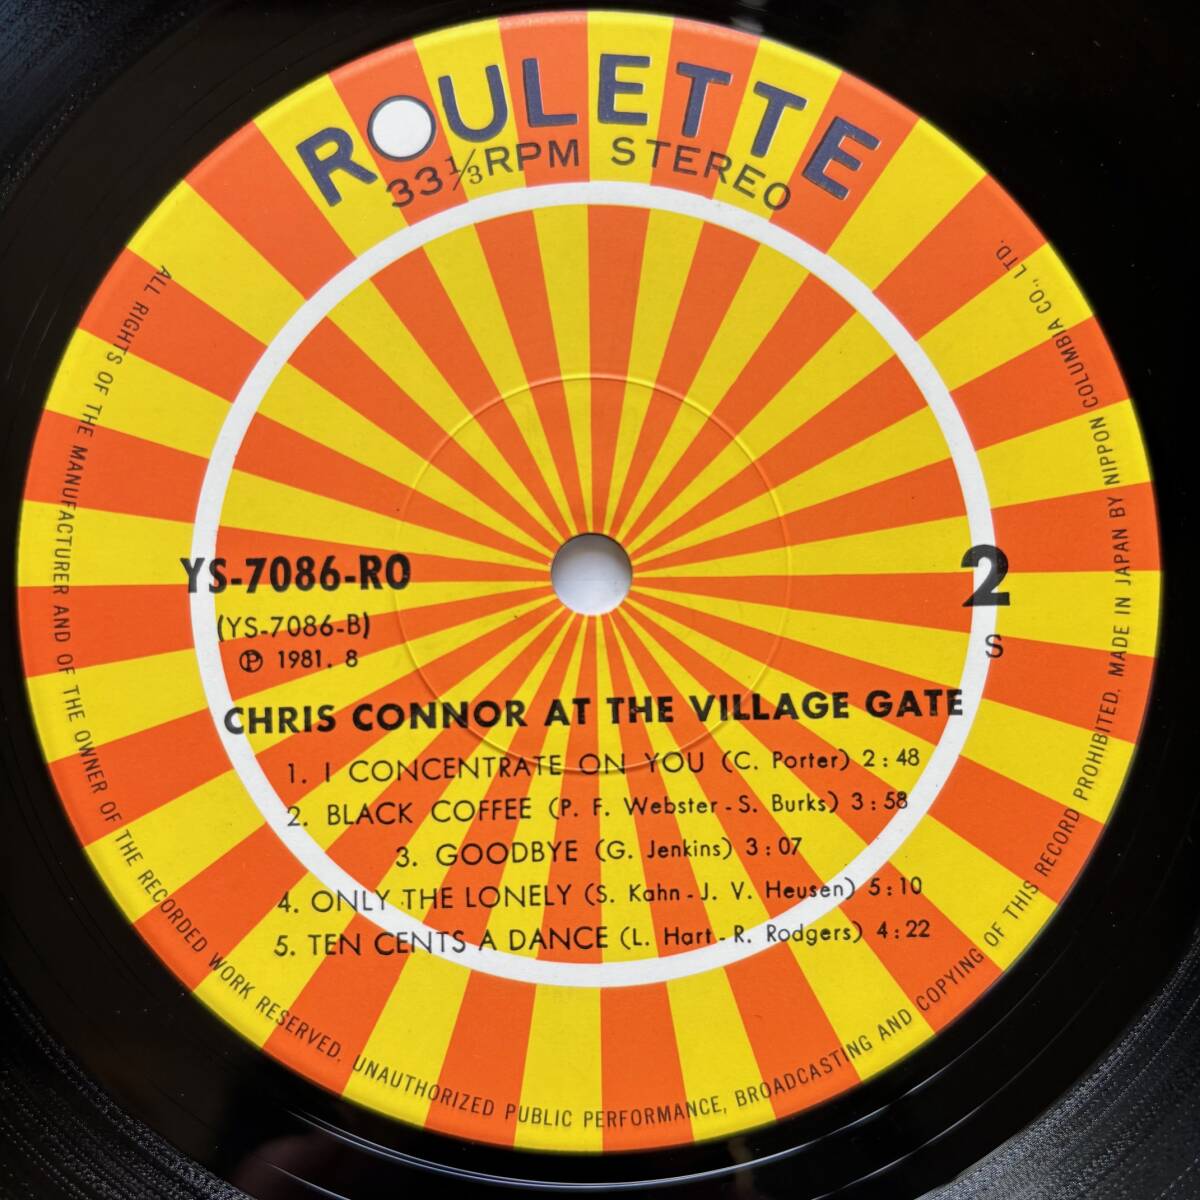 ROULETTE
33 1/3 RPM STEREO
YS-7086-RO
(YS-7086-B)
Ⓟ 1981. 8
2
S
CHRIS CONNOR AT THE VILLAGE GATE
1. I CONCENTRATE ON YOU (C. Porter) 2:48
2. BLACK COFFEE (P. F. Webster-S. Burks) 3:58
3. GOODBYE (G. Jenkins) 3:07
4. ONLY THE LONELY (S. Kahn-J. V. Heusen) 5:10
5. TEN CENTS A DANCE (L. Hart-R. Rodgers) 4:22
ALL RIGHTS OF THE MANUFACTURER AND OF THE OWNER OF THE RECORDED WORK RESERVED. UNAUTHORIZED PUBLIC PERFORMANCE, BROADCASTING AND COPYING OF THIS RECORD PROHIBITED. MADE IN JAPAN BY NIPPON COLUMBIA CO., LTD.